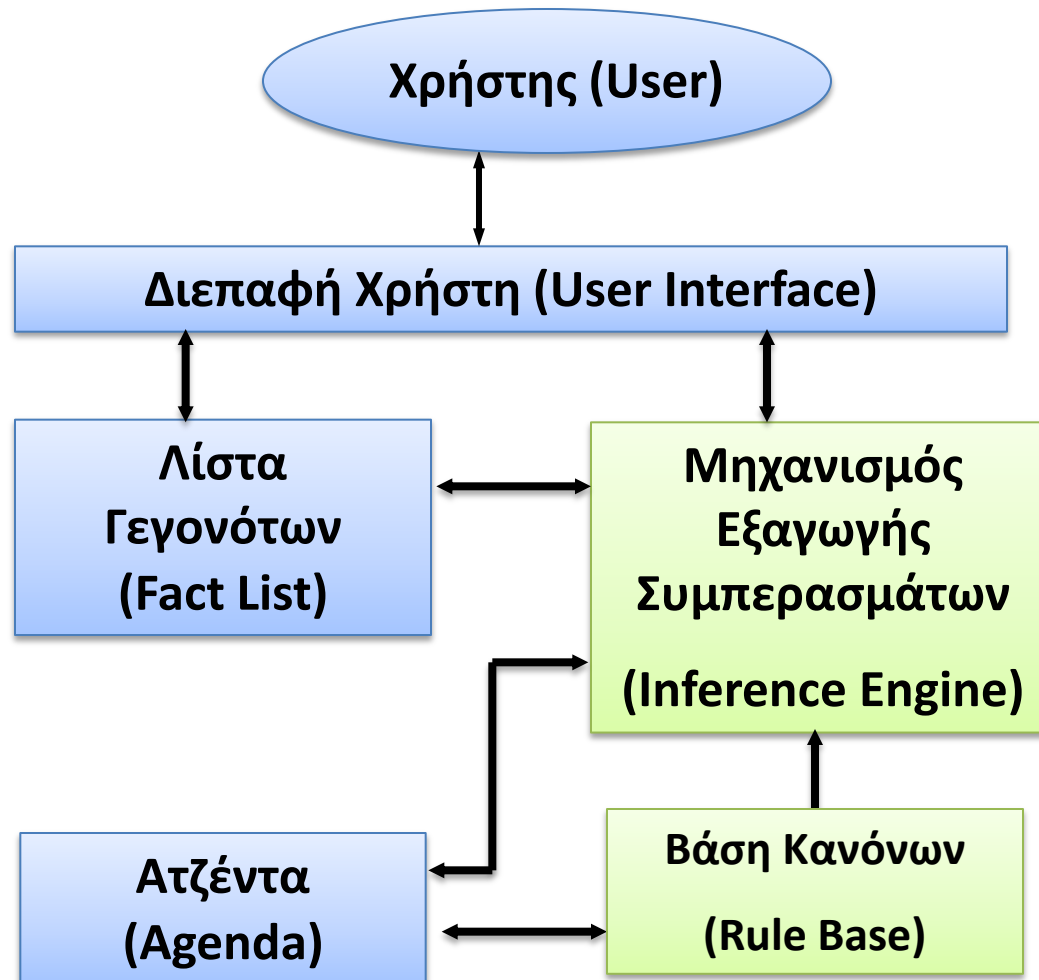 Χρήστης (User)
Διεπαφή Χρήστη (User Interface)
Λίστα
Γεγονότων
(Fact List)
Μηχανισμός
Εξαγωγής
Συμπερασμάτων
(Inference Engine)
Ατζέντα
(Agenda)
Βάση Κανόνων
(Rule Base)